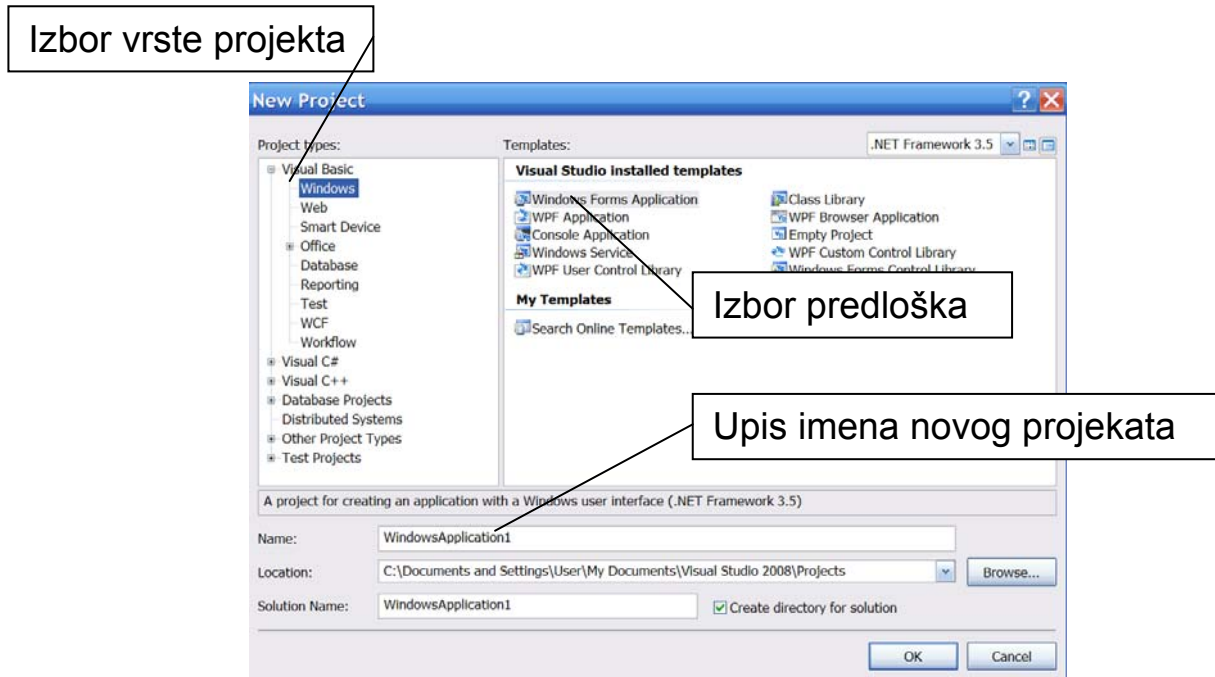 Izbor vrste projekta
New Project
Project types:
Templates:
.NET Framework 3.5
Visual Basic
Windows
Web
Smart Device
Office
Database
Reporting
Test
WCF
Workflow
Visual C#
Visual C++
Database Projects
Distributed Systems
Other Project Types
Test Projects
Visual Studio installed templates
Windows Forms Application
WPF Application
Console Application
Windows Service
WPF User Control Library
Class Library
WPF Browser Application
Empty Project
WPF Custom Control Library
Windows Forms Control Library
My Templates
Search Online Templates...
Izbor predloška
Upis imena novog projekata
A project for creating an application with a Windows user interface (.NET Framework 3.5)
Name:
WindowsApplication1
Location:
C:\Documents and Settings\User\My Documents\Visual Studio 2008\Projects
Browse...
Solution Name:
WindowsApplication1
Create directory for solution
OK
Cancel